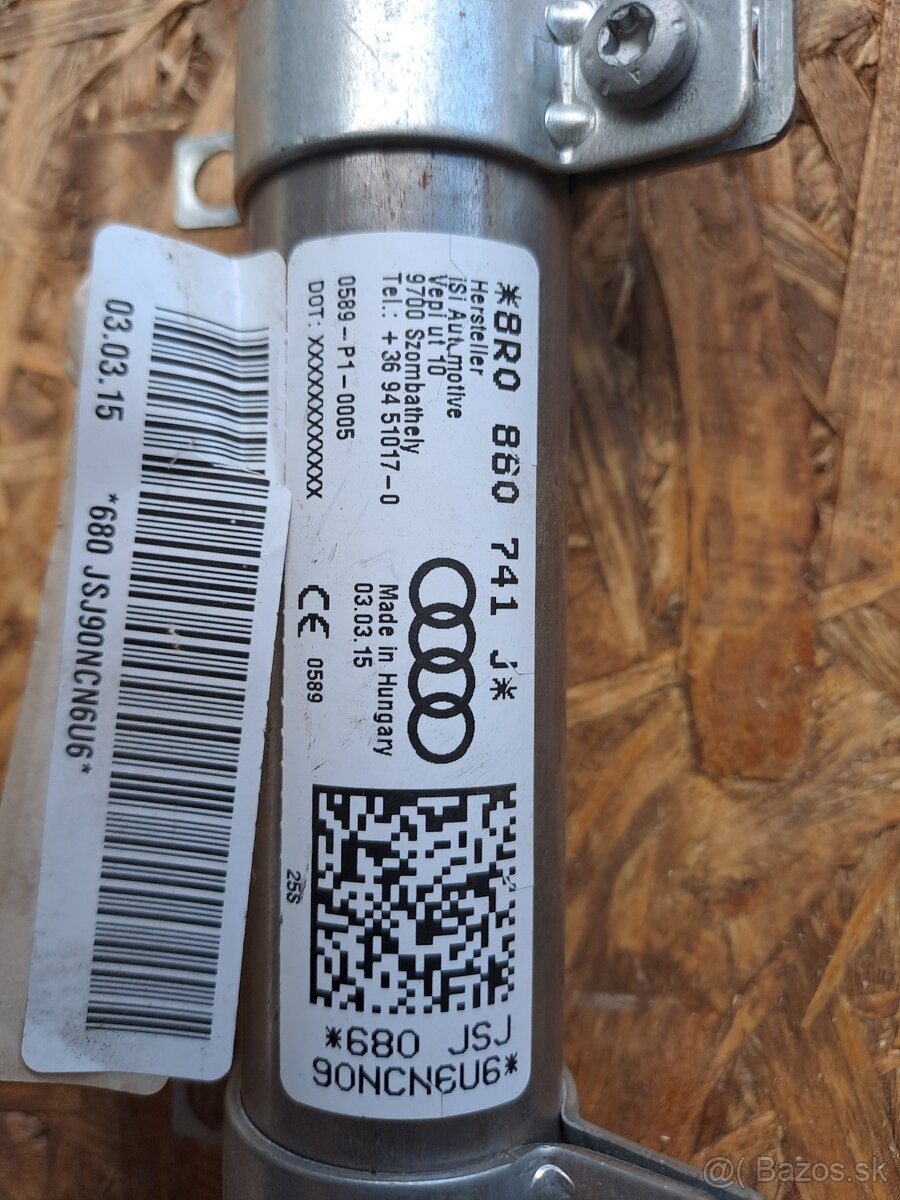 *8R0 860 741 J*
Hersteller
iSi Automotive
Vepi ut 10
9700 Szombathely
Tel.: +36 94 51017-0
0589-P1-0005
DOT: XXXXXXXXXXXX
Made in Hungary
03.03.15
CE 0589
25S
*680 JSJ
90NCN6U6*
03.03.15
*680 JSJ90NCN6U6*
@( Bazos.sk